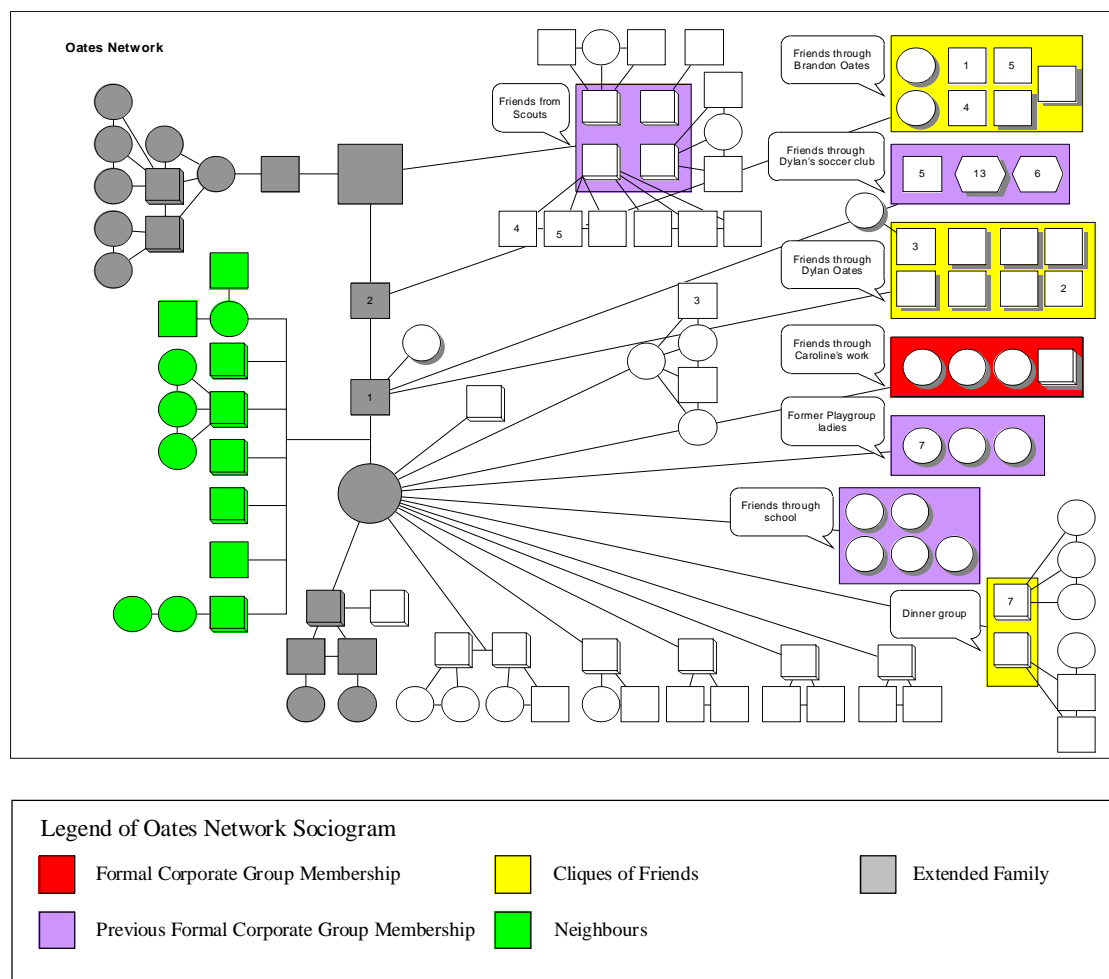 Oates Network
Friends from
Scouts
Friends through
Brandon Oates
1
5
4
Friends through
Dylan's soccer club
5
13
6
4
5
Friends through
Dylan Oates
3
2
2
3
1
Friends through
Caroline's work
Former Playgroup
ladies
7
Friends through
school
Dinner group
7
Legend of Oates Network Sociogram
Formal Corporate Group Membership
Cliques of Friends
Extended Family
Previous Formal Corporate Group Membership
Neighbours